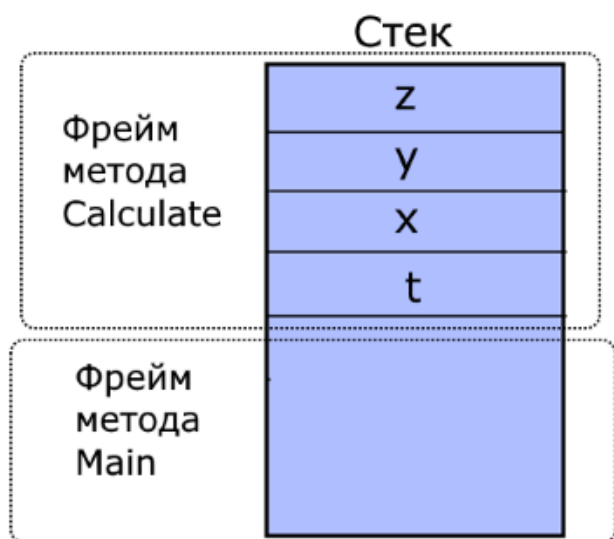 Стек
Фрейм
метода
Calculate
z
y
x
t
Фрейм
метода
Main